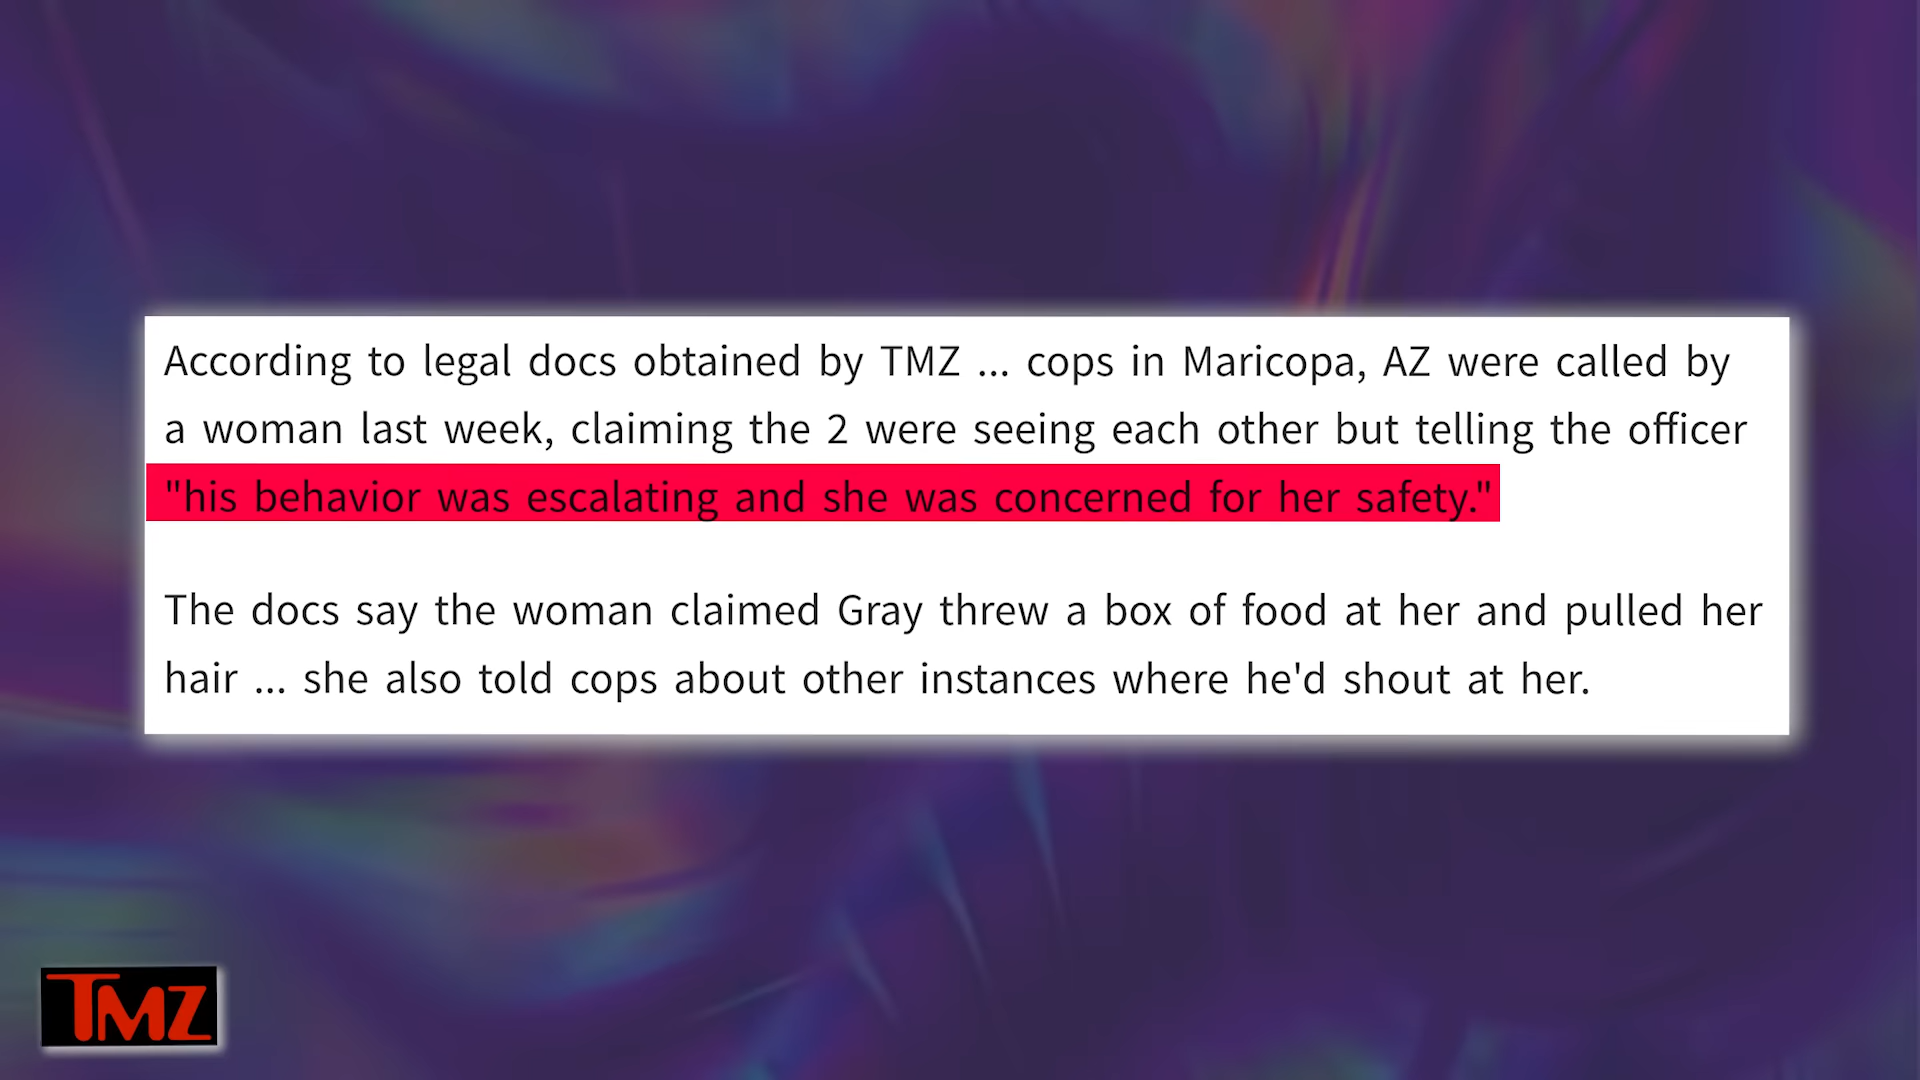 According to legal docs obtained by TMZ ... cops in Maricopa, AZ were called by
a woman last week, claiming the 2 were seeing each other but telling the officer
"his behavior was escalating and she was concerned for her safety."
The docs say the woman claimed Gray threw a box of food at her and pulled her
hair ... she also told cops about other instances where he'd shout at her.
TMZ